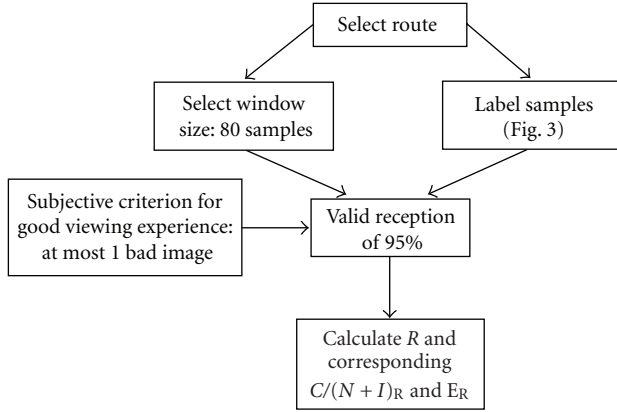 Select route
Select window
size: 80 samples
Label samples
(Fig. 3)
Subjective criterion for
good viewing experience:
at most 1 bad image
Valid reception
of 95%
Calculate R and
corresponding
C/(N + I)R and ER